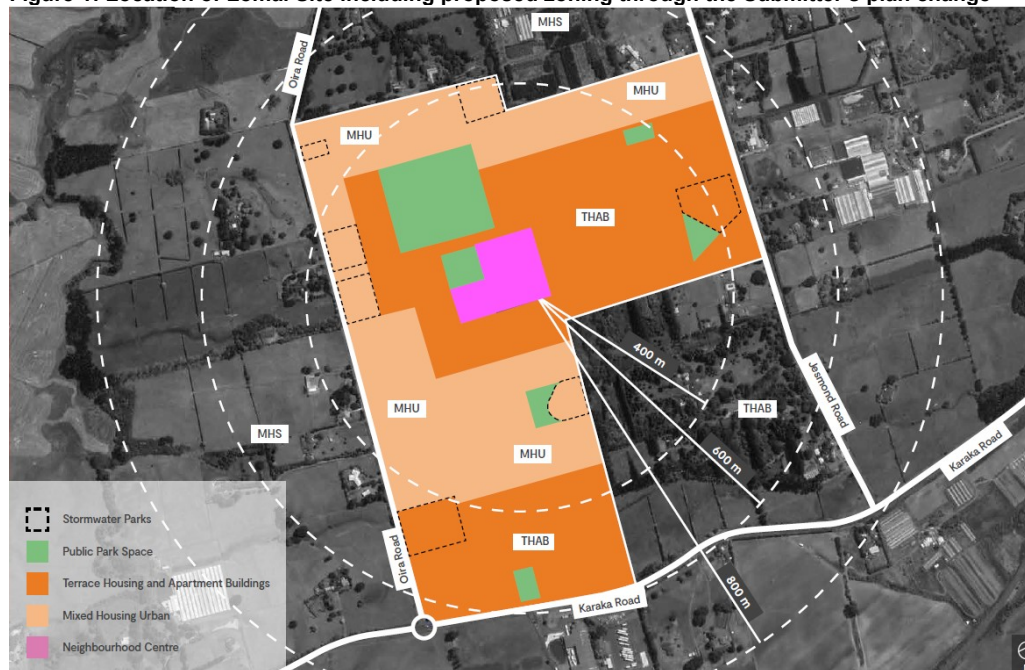 Figure 1: Location of Lomai Site including proposed zoning through the Submitter's plan change
MHS
Oira Road
MHU
MHU
THAB
400 m
600 m
800 m
Jesmond Road
THAB
Karaka Road
MHS
MHU
MHU
THAB
Oira Road
Karaka Road
Stormwater Parks
Public Park Space
Terrace Housing and Apartment Buildings
Mixed Housing Urban
Neighbourhood Centre